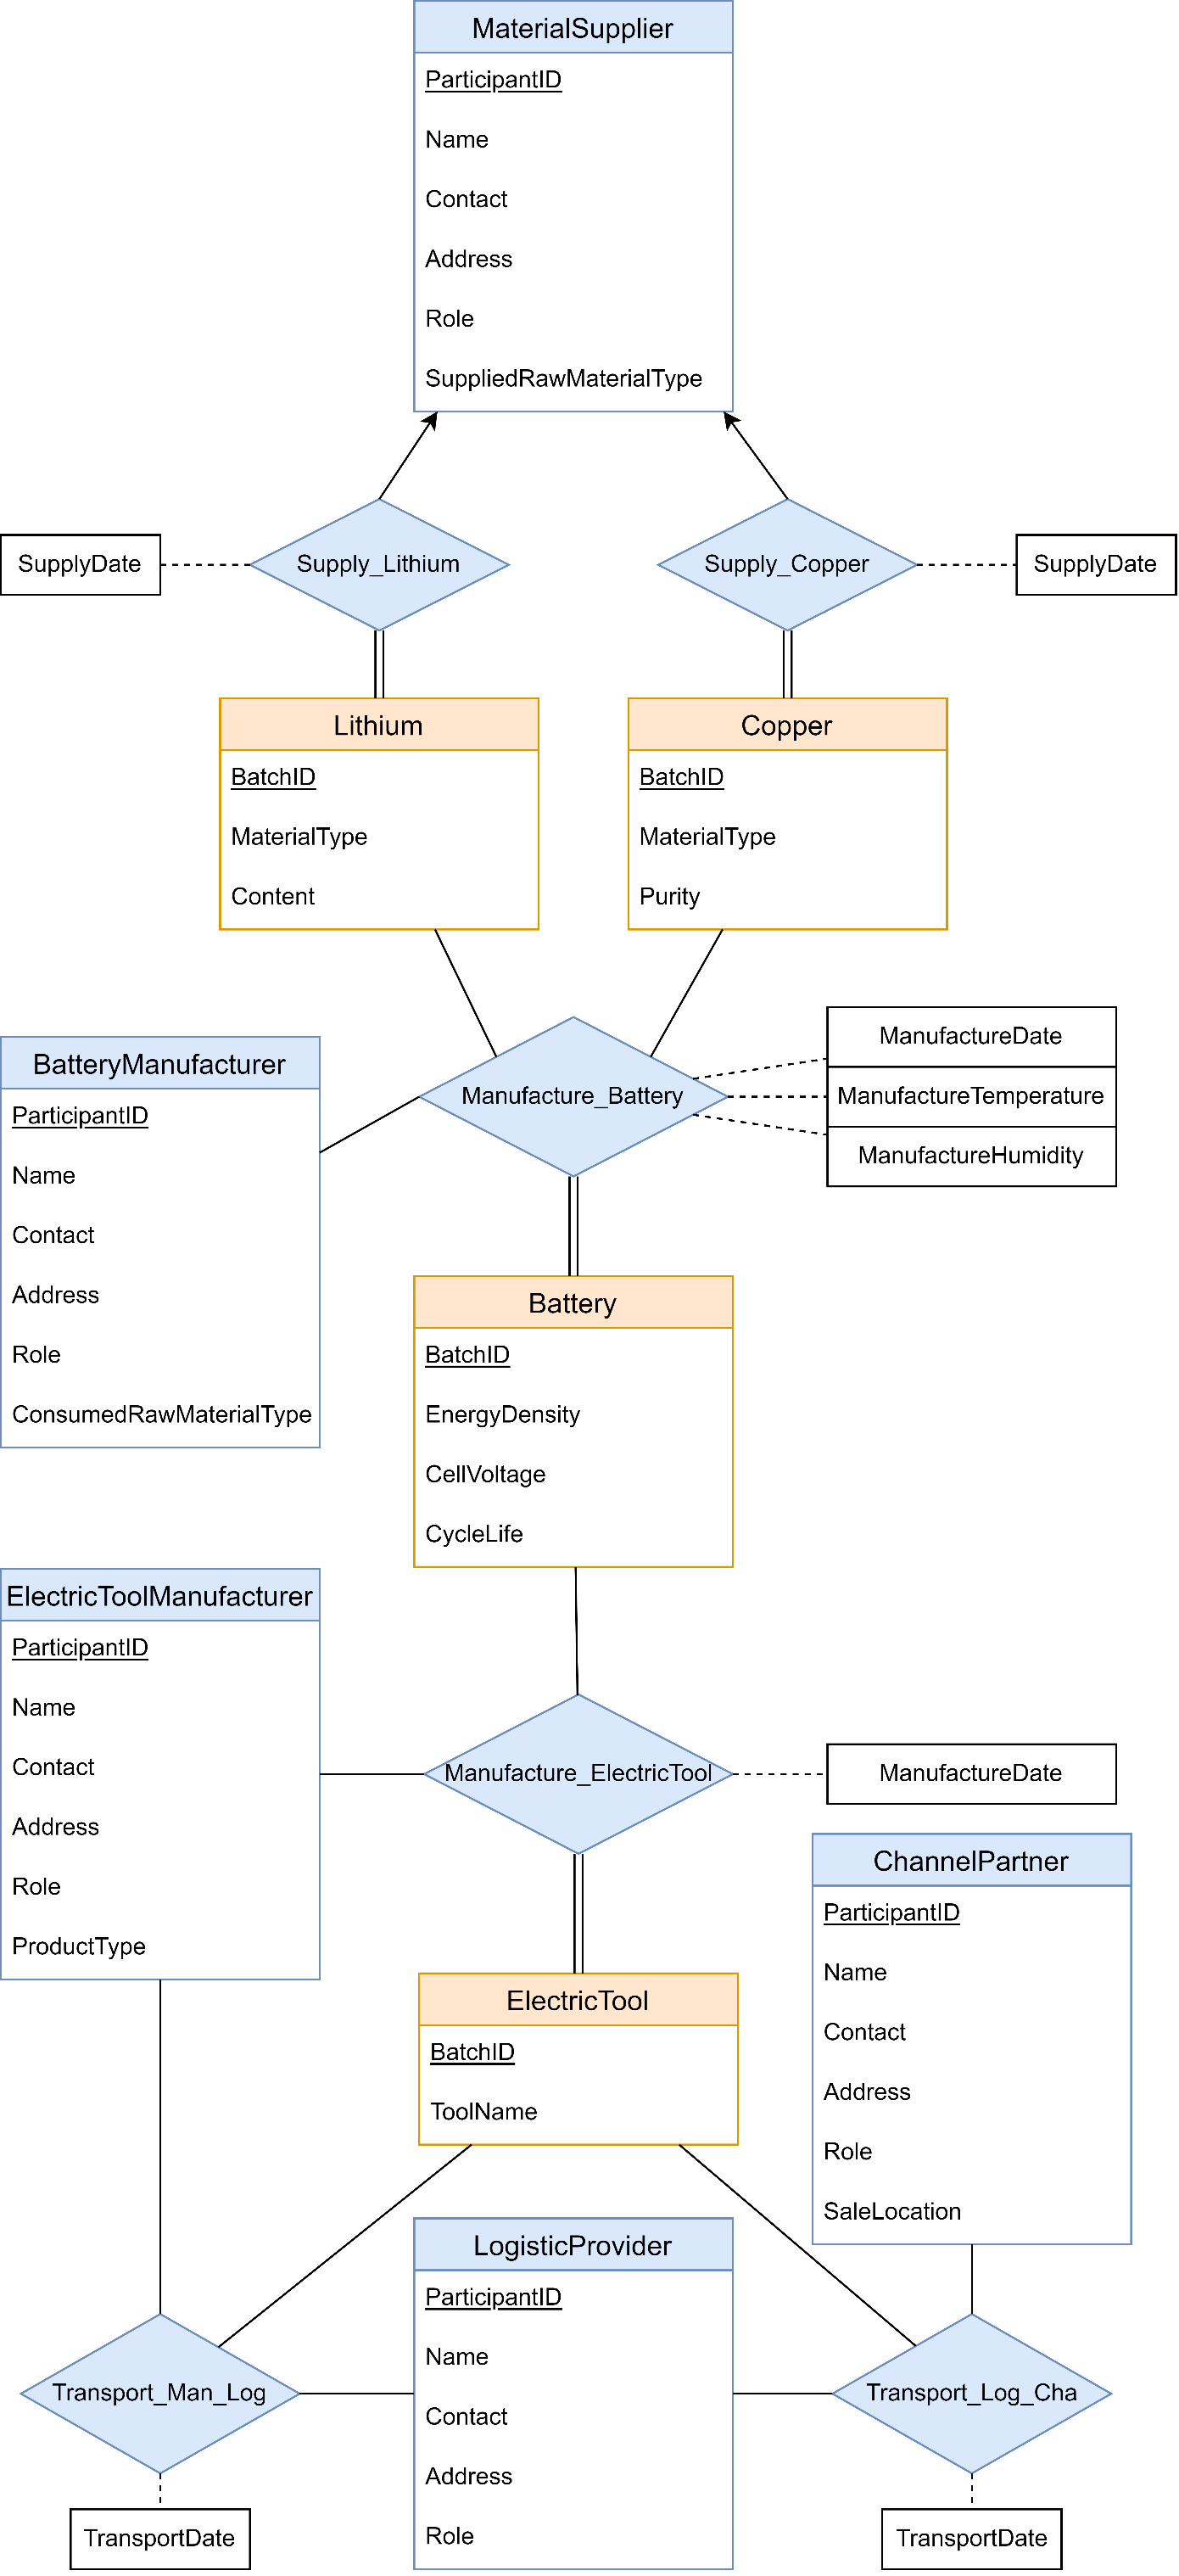 MaterialSupplier
ParticipantID
Name
Contact
Address
Role
SuppliedRawMaterialType
SupplyDate
Supply_Lithium
Supply_Copper
SupplyDate
Lithium
BatchID
MaterialType
Content
Copper
BatchID
MaterialType
Purity
BatteryManufacturer
ParticipantID
Name
Contact
Address
Role
ConsumedRawMaterialType
Manufacture_Battery
ManufactureDate
ManufactureTemperature
ManufactureHumidity
Battery
BatchID
EnergyDensity
CellVoltage
CycleLife
ElectricToolManufacturer
ParticipantID
Name
Contact
Address
Role
ProductType
Manufacture_ElectricTool
ManufactureDate
ChannelPartner
ParticipantID
Name
Contact
Address
Role
SaleLocation
ElectricTool
BatchID
ToolName
LogisticProvider
ParticipantID
Name
Contact
Address
Role
Transport_Man_Log
Transport_Log_Cha
TransportDate
TransportDate